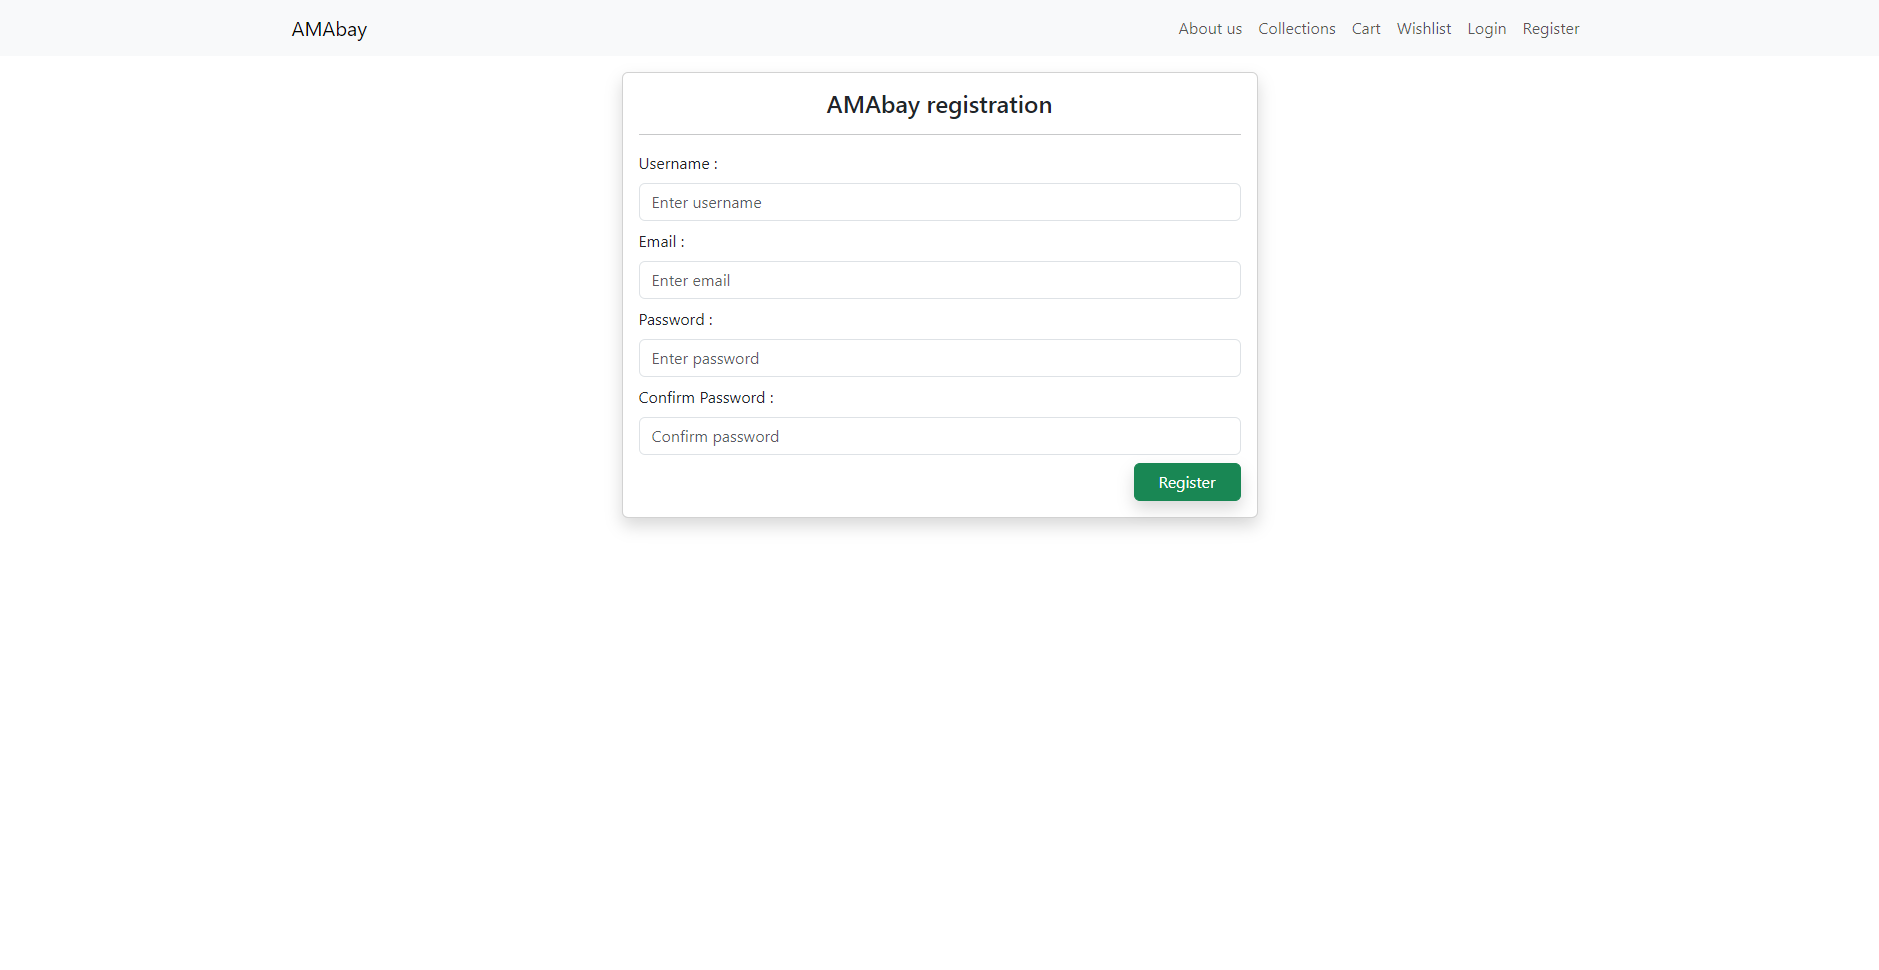 AMAbay About us Collections Cart Wishlist Login Register
AMAbay registration
Username :
Enter username
Email :
Enter email
Password :
Enter password
Confirm Password :
Confirm password
Register